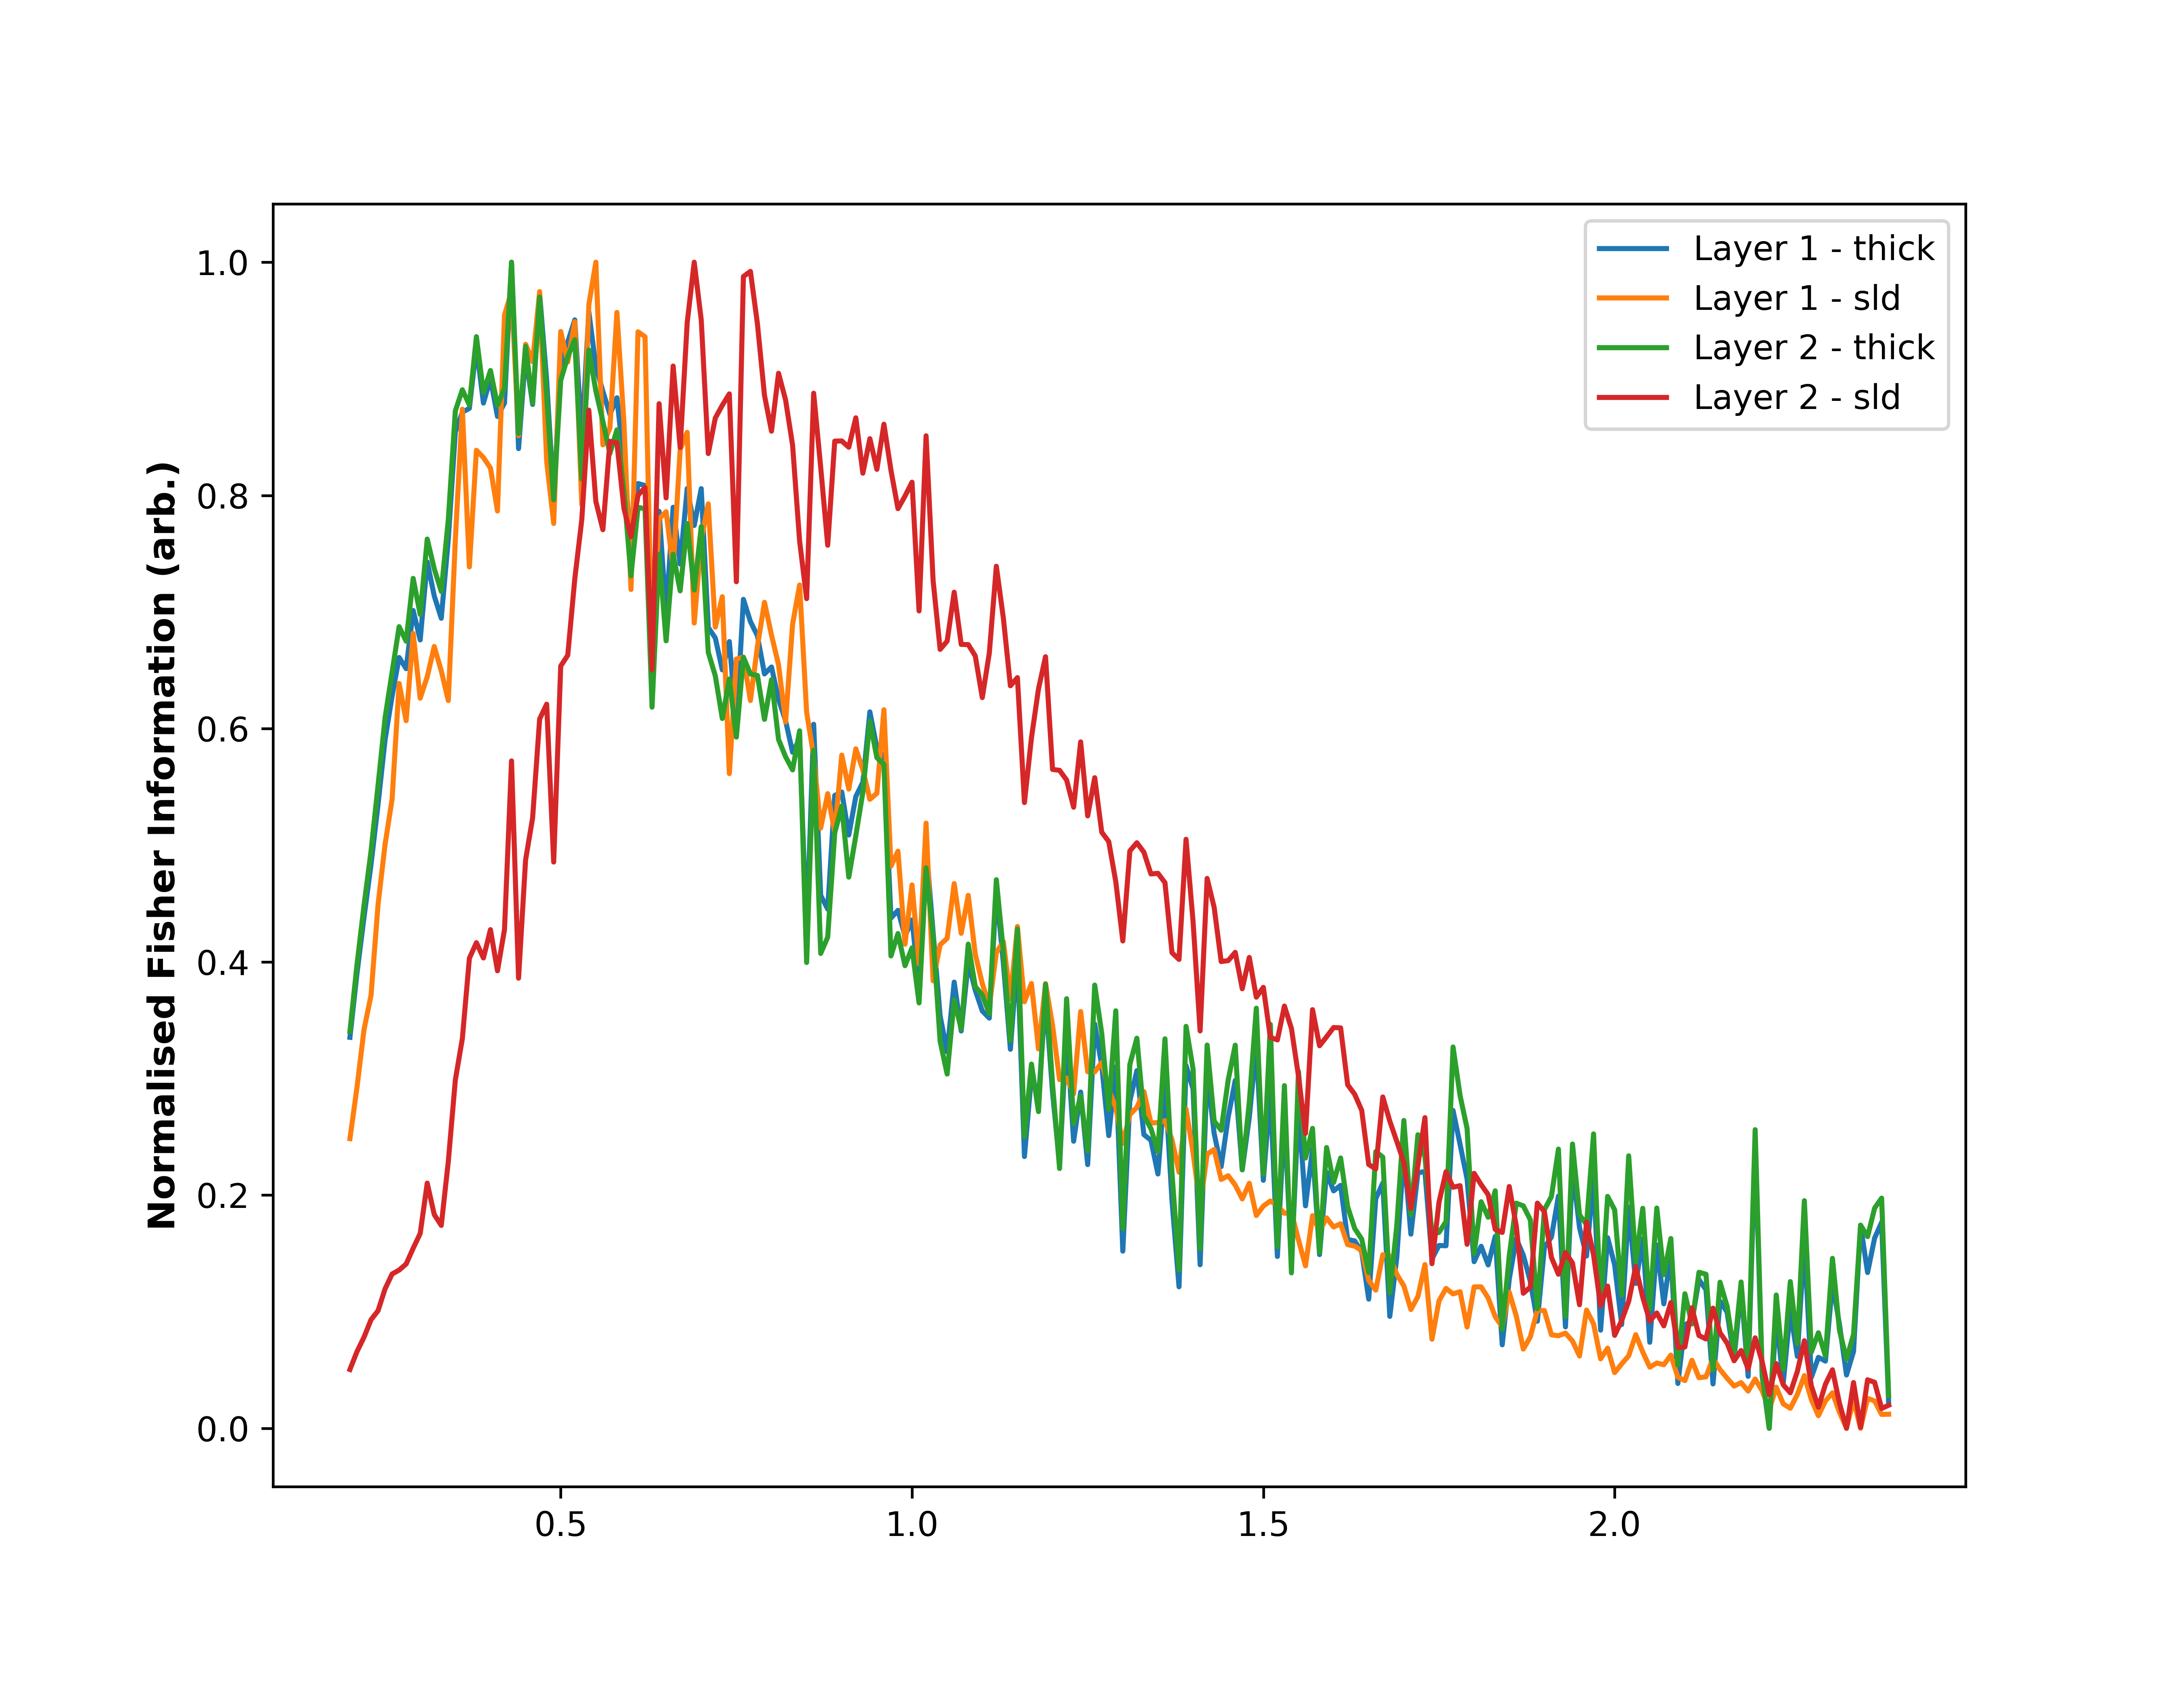 Layer 1 - thick
Layer 1 - sld
Layer 2 - thick
Layer 2 - sld
Normalised Fisher Information (arb.)
1.0
0.8
0.6
0.4
0.2
0.0
0.5
1.0
1.5
2.0